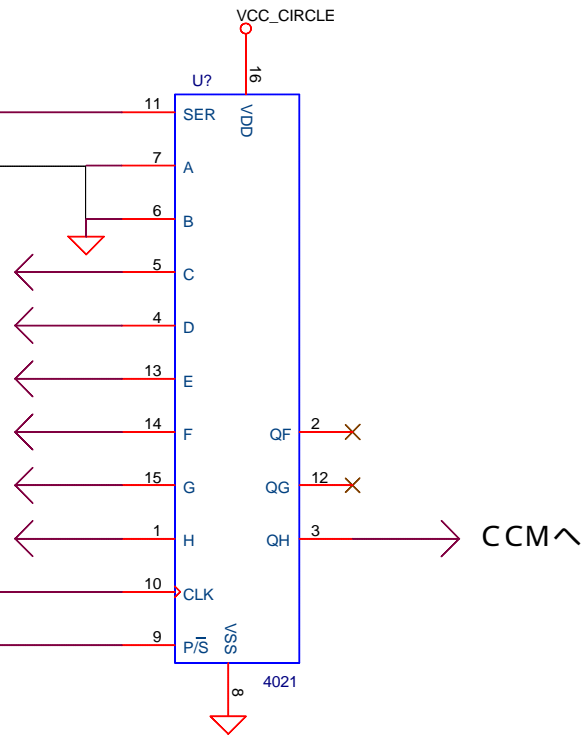 VCC_CIRCLE
U?
16
VDD
11 SER
7 A
6 B
5 C
4 D
13 E
14 F
QF 2
15 G
QG 12
1 H
QH 3
CCMへ
10 CLK
9 P/S̅
VSS
8
4021